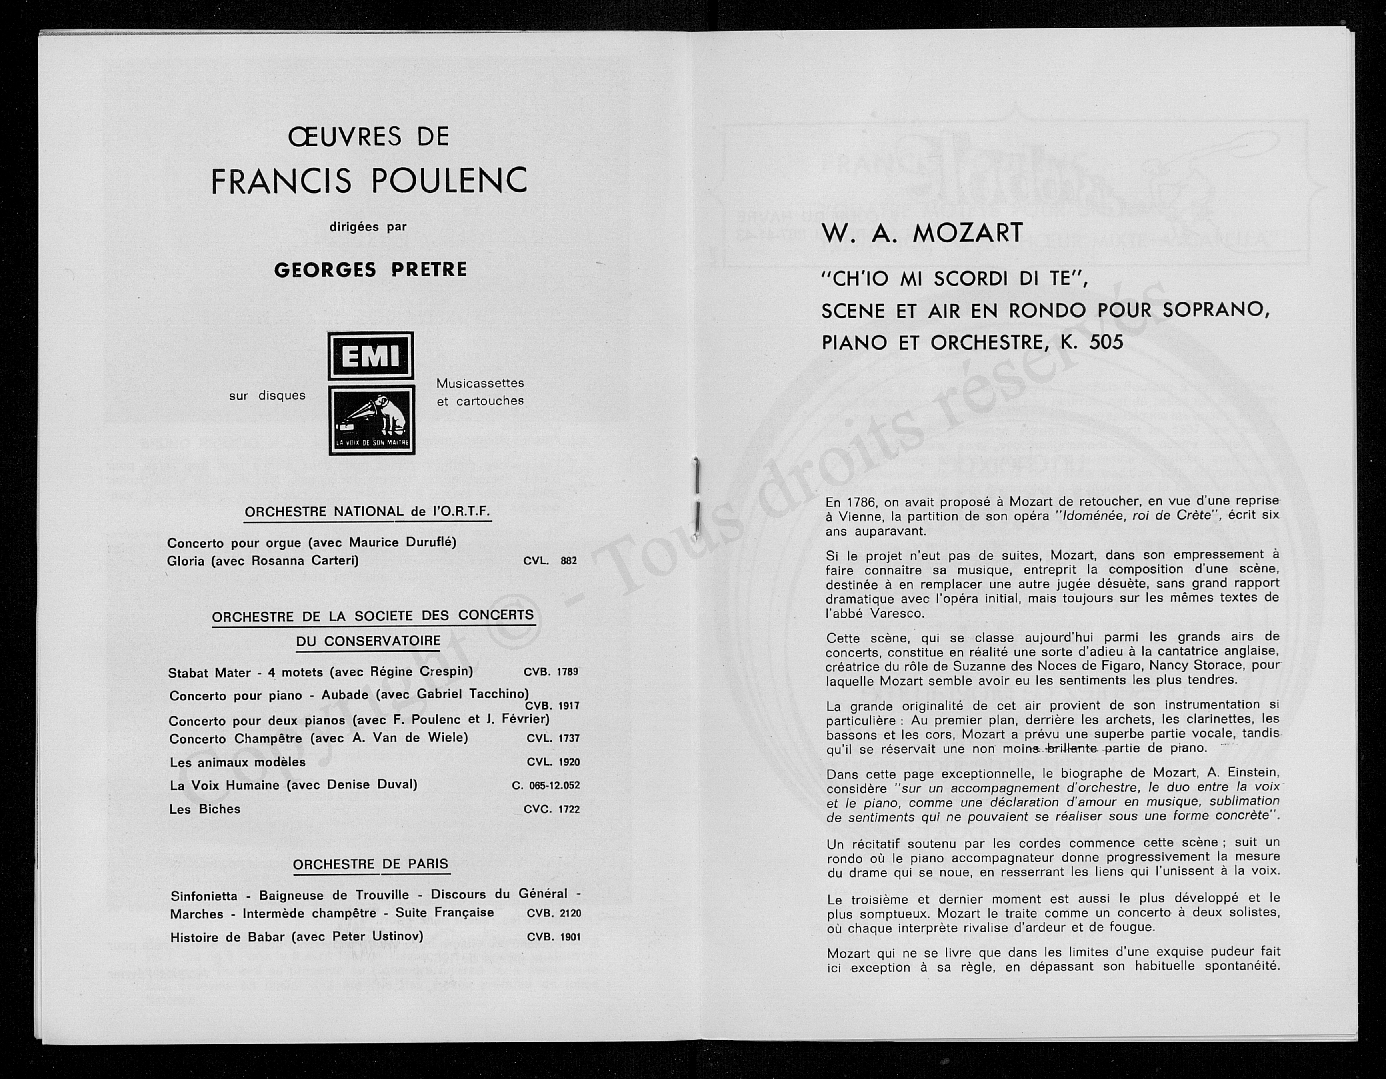 ŒUVRES DE
FRANCIS POULENC
dirigées par
GEORGES PRETRE
sur disques
EMI
LA VOIX DE SON MAITRE
Musicassettes
et cartouches
ORCHESTRE NATIONAL de l'O.R.T.F.
Concerto pour orgue (avec Maurice Duruflé)
Gloria (avec Rosanna Carteri) CVL. 882
ORCHESTRE DE LA SOCIETE DES CONCERTS
DU CONSERVATOIRE
Stabat Mater - 4 motets (avec Régine Crespin) CVB. 1789
Concerto pour piano - Aubade (avec Gabriel Tacchino)
CVB. 1917
Concerto pour deux pianos (avec F. Poulenc et J. Février)
Concerto Champêtre (avec A. Van de Wiele) CVL. 1737
Les animaux modèles CVL. 1920
La Voix Humaine (avec Denise Duval) C. 065-12.052
Les Biches CVC. 1722
ORCHESTRE DE PARIS
Sinfonietta - Baigneuse de Trouville - Discours du Général -
Marches - Intermède champêtre - Suite Française CVB. 2120
Histoire de Babar (avec Peter Ustinov) CVB. 1901
W. A. MOZART
"CH'IO MI SCORDI DI TE",
SCENE ET AIR EN RONDO POUR SOPRANO,
PIANO ET ORCHESTRE, K. 505
En 1786, on avait proposé à Mozart de retoucher, en vue d'une reprise
à Vienne, la partition de son opéra "Idoménée, roi de Crète", écrit six
ans auparavant.
Si le projet n'eut pas de suites, Mozart, dans son empressement à
faire connaître sa musique, entreprit la composition d'une scène,
destinée à en remplacer une autre jugée désuète, sans grand rapport
dramatique avec l'opéra initial, mais toujours sur les mêmes textes de
l'abbé Varesco.
Cette scène, qui se classe aujourd'hui parmi les grands airs de
concerts, constitue en réalité une sorte d'adieu à la cantatrice anglaise,
créatrice du rôle de Suzanne des Noces de Figaro, Nancy Storace, pour
laquelle Mozart semble avoir eu les sentiments les plus tendres.
La grande originalité de cet air provient de son instrumentation si
particulière : Au premier plan, derrière les archets, les clarinettes, les
bassons et les cors, Mozart a prévu une superbe partie vocale, tandis
qu'il se réservait une non moins brillante partie de piano.
Dans cette page exceptionnelle, le biographe de Mozart, A. Einstein,
considère "sur un accompagnement d'orchestre, le duo entre la voix
et le piano, comme une déclaration d'amour en musique, sublimation
de sentiments qui ne pouvaient se réaliser sous une forme concrète".
Un récitatif soutenu par les cordes commence cette scène ; suit un
rondo où le piano accompagnateur donne progressivement la mesure
du drame qui se noue, en resserrant les liens qui l'unissent à la voix.
Le troisième et dernier moment est aussi le plus développé et le
plus somptueux. Mozart le traite comme un concerto à deux solistes,
où chaque interprète rivalise d'ardeur et de fougue.
Mozart qui ne se livre que dans les limites d'une exquise pudeur fait
ici exception à sa règle, en dépassant son habituelle spontanéité.
Copyright © - Tous droits réservés